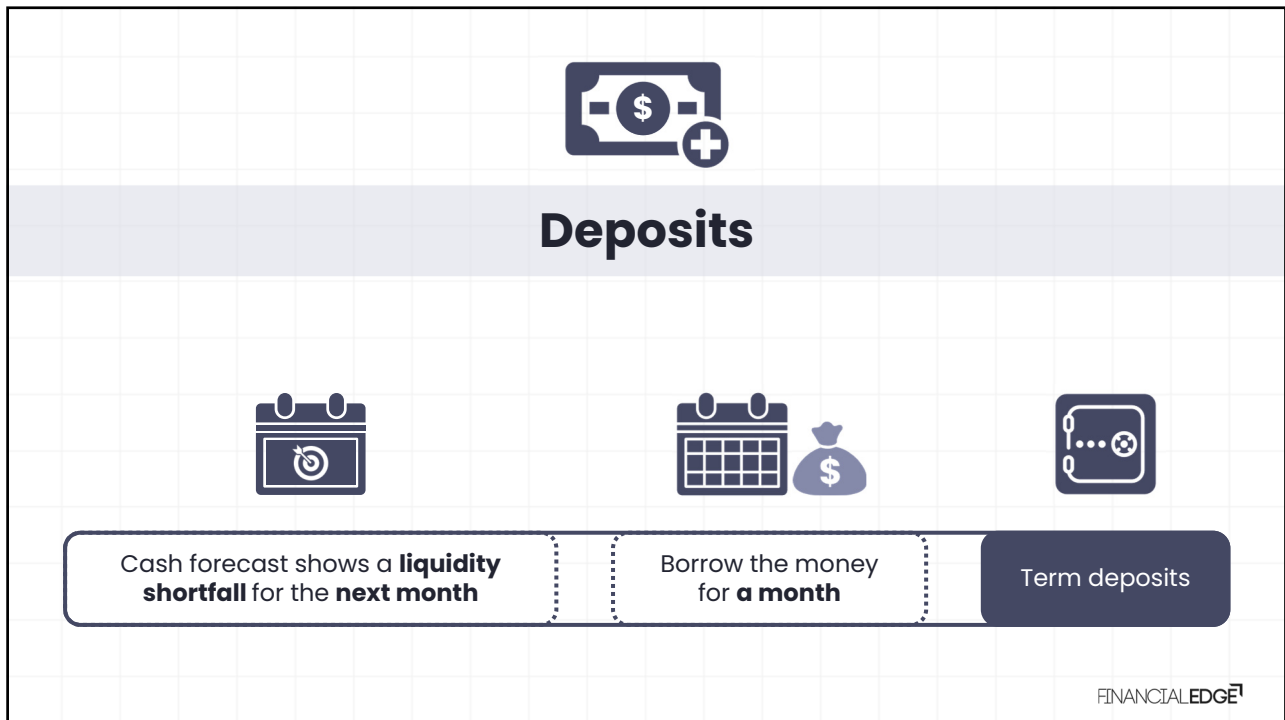 $
Deposits
$
Cash forecast shows a liquidity
shortfall for the next month
Borrow the money
for a month
Term deposits
FINANCIALEDGE